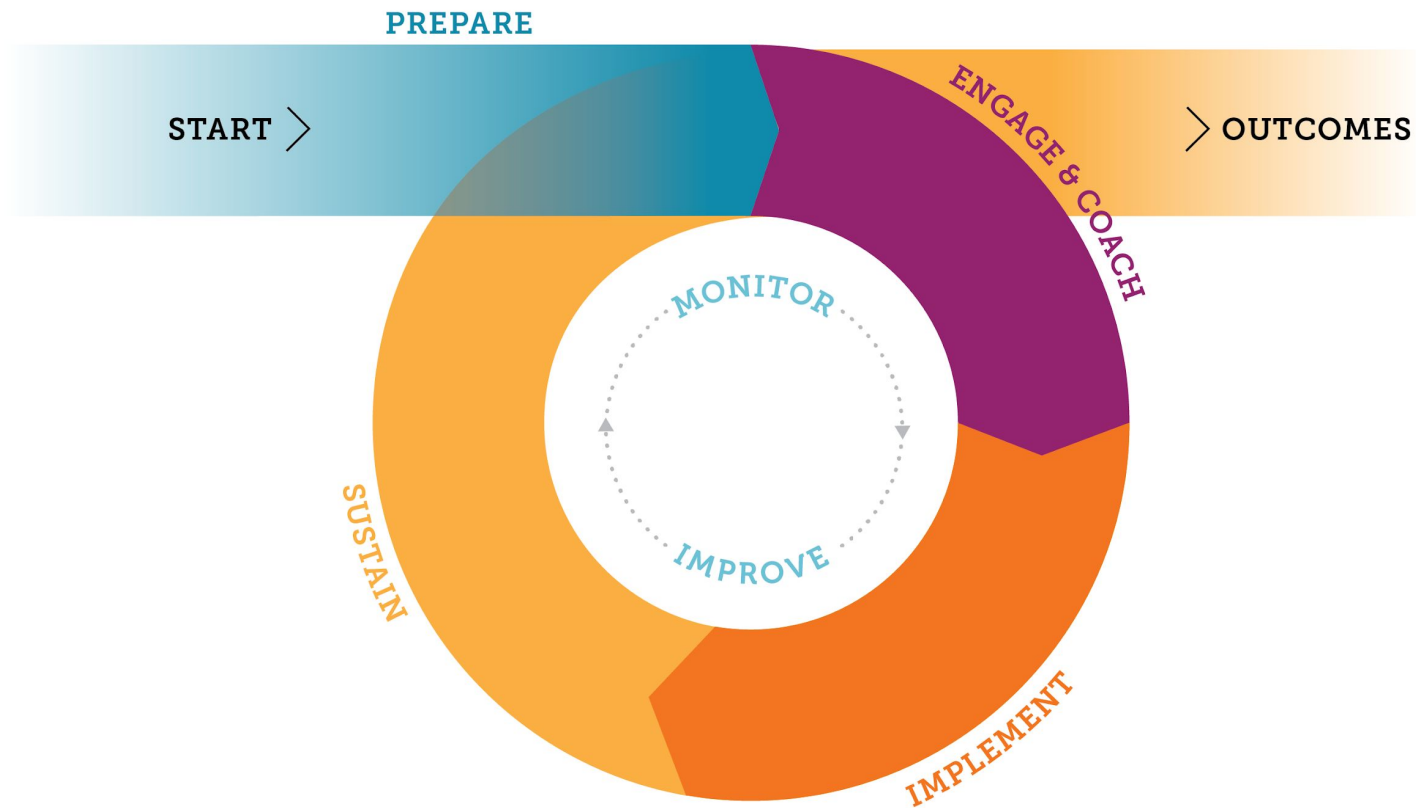 PREPARE
START
ENGAGE & COACH
OUTCOMES
MONITOR
SUSTAIN
IMPROVE
IMPLEMENT